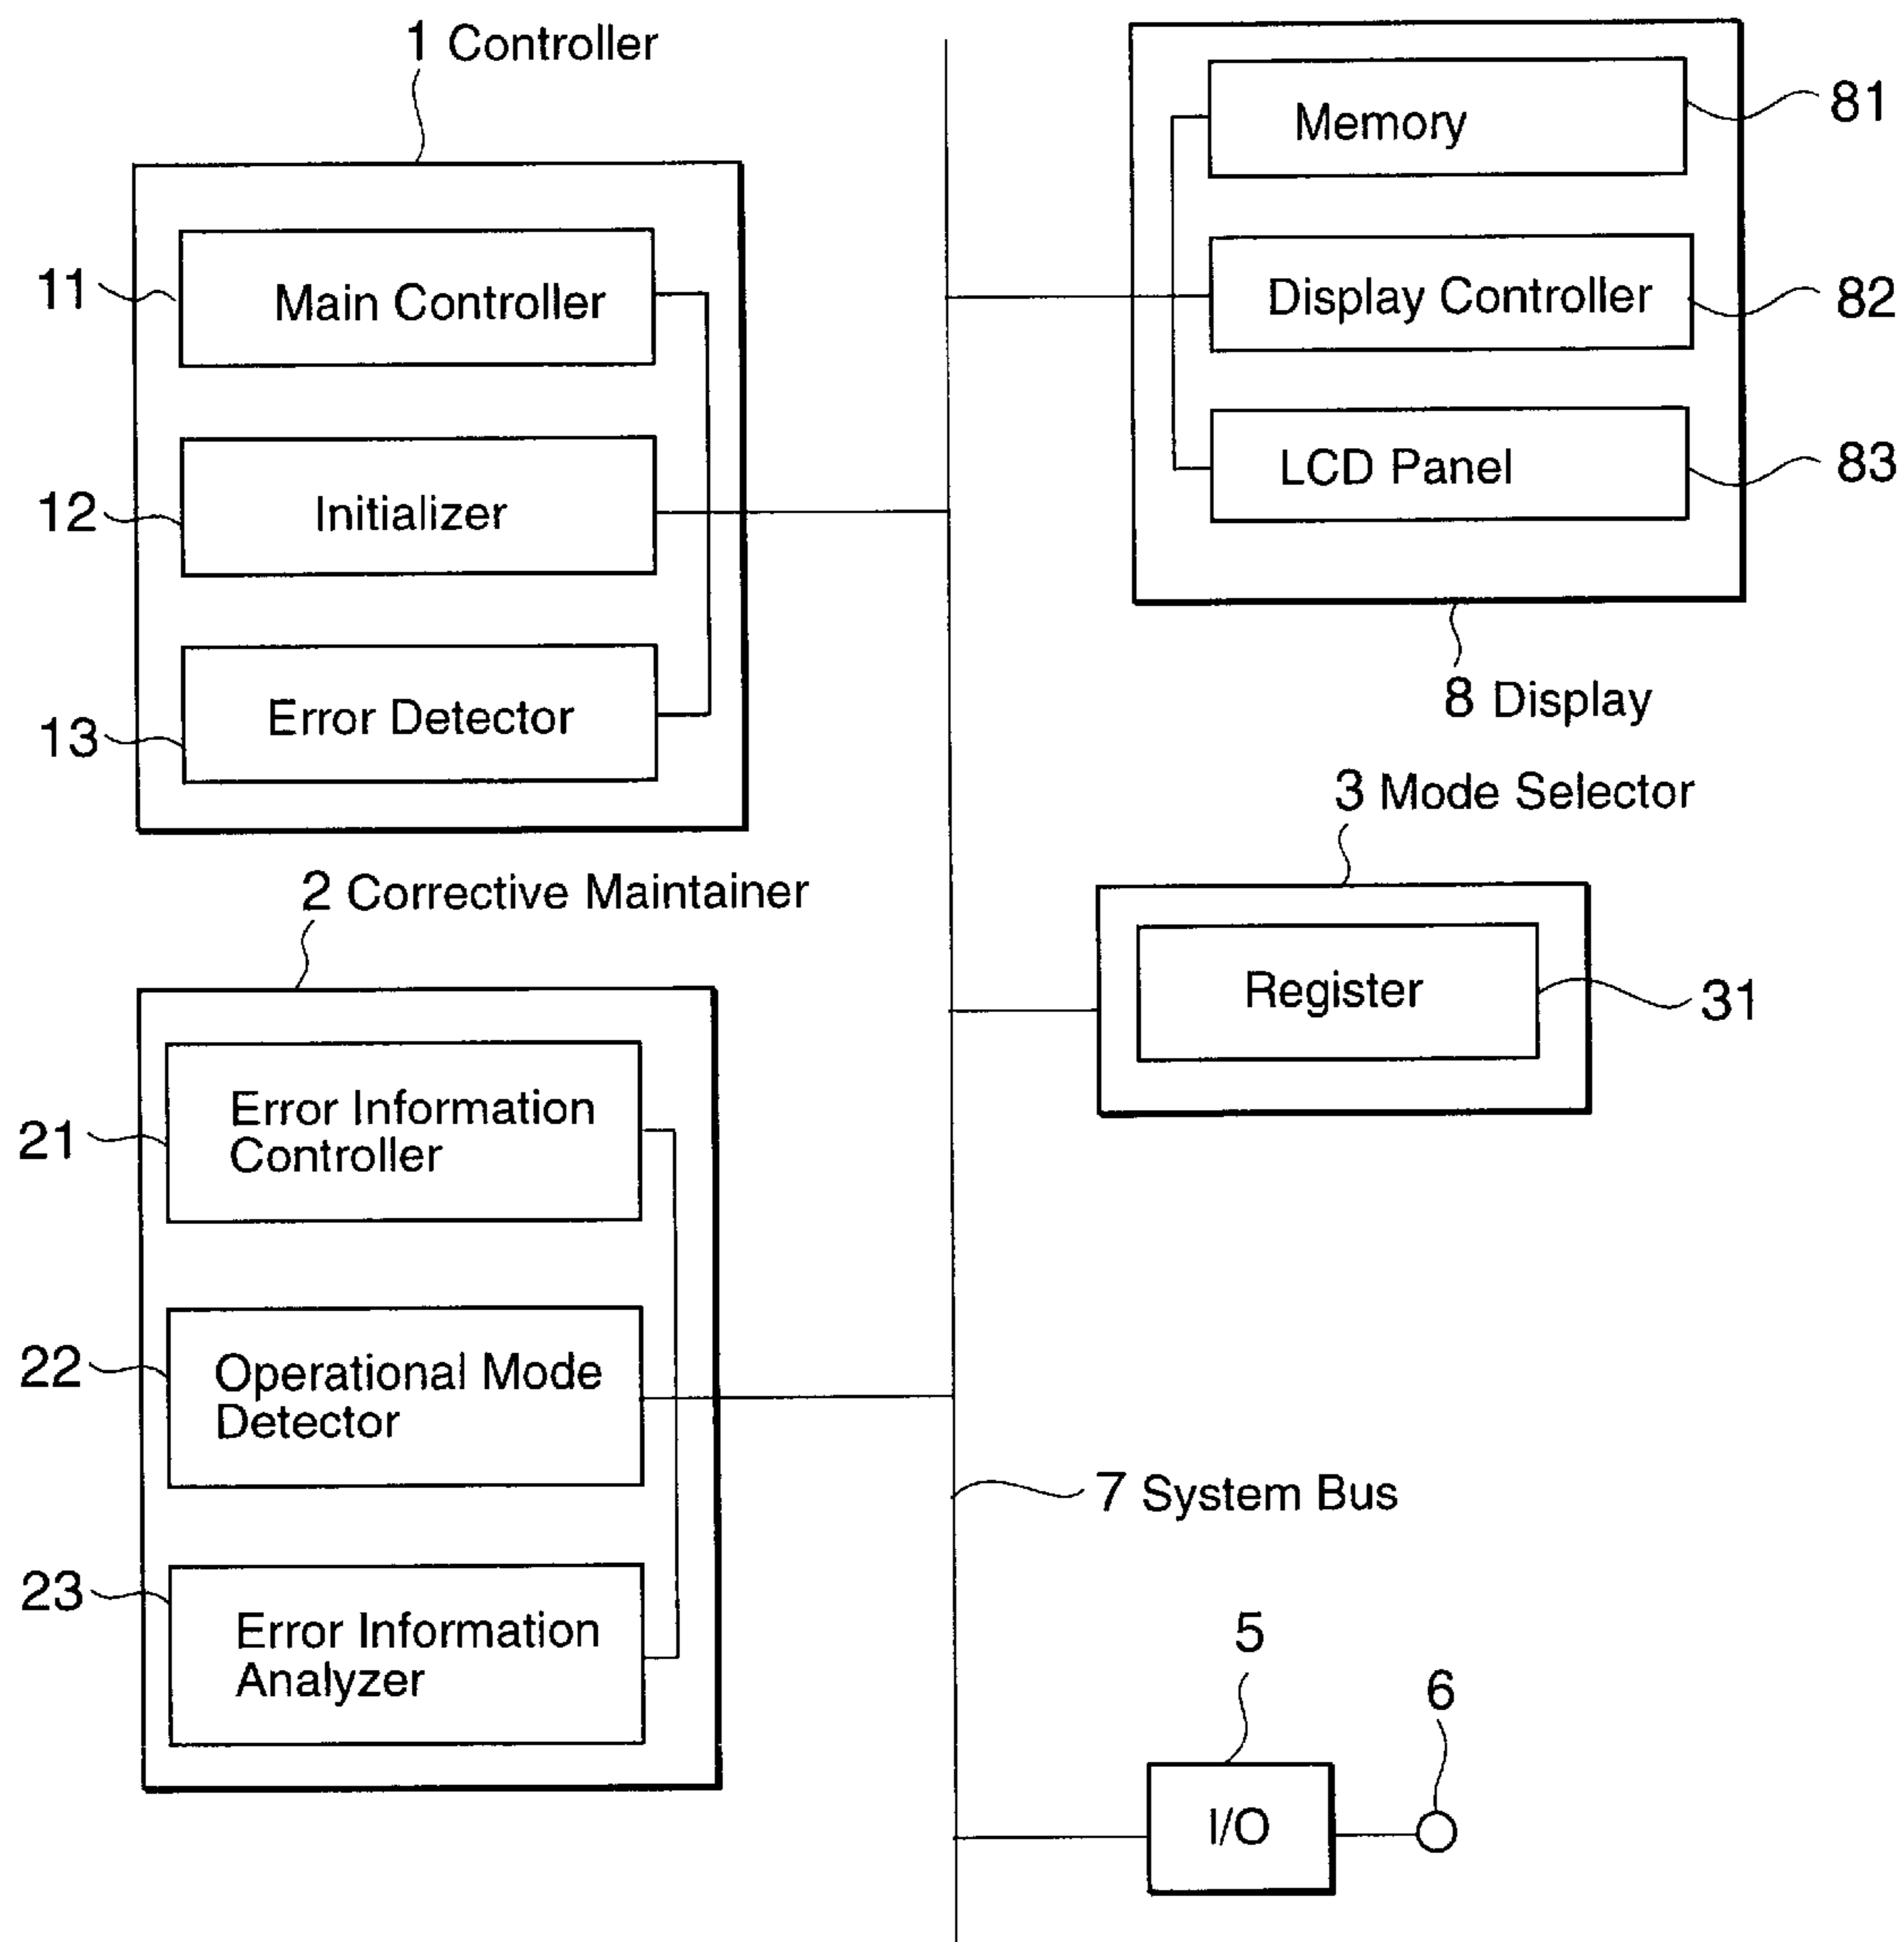 1 Controller
11
Main Controller
12
Initializer
13
Error Detector
2 Corrective Maintainer
21
Error Information
Controller
22
Operational Mode
Detector
23
Error Information
Analyzer
Memory
81
Display Controller
82
LCD Panel
83
8 Display
3 Mode Selector
Register
31
7 System Bus
5
I/O
6